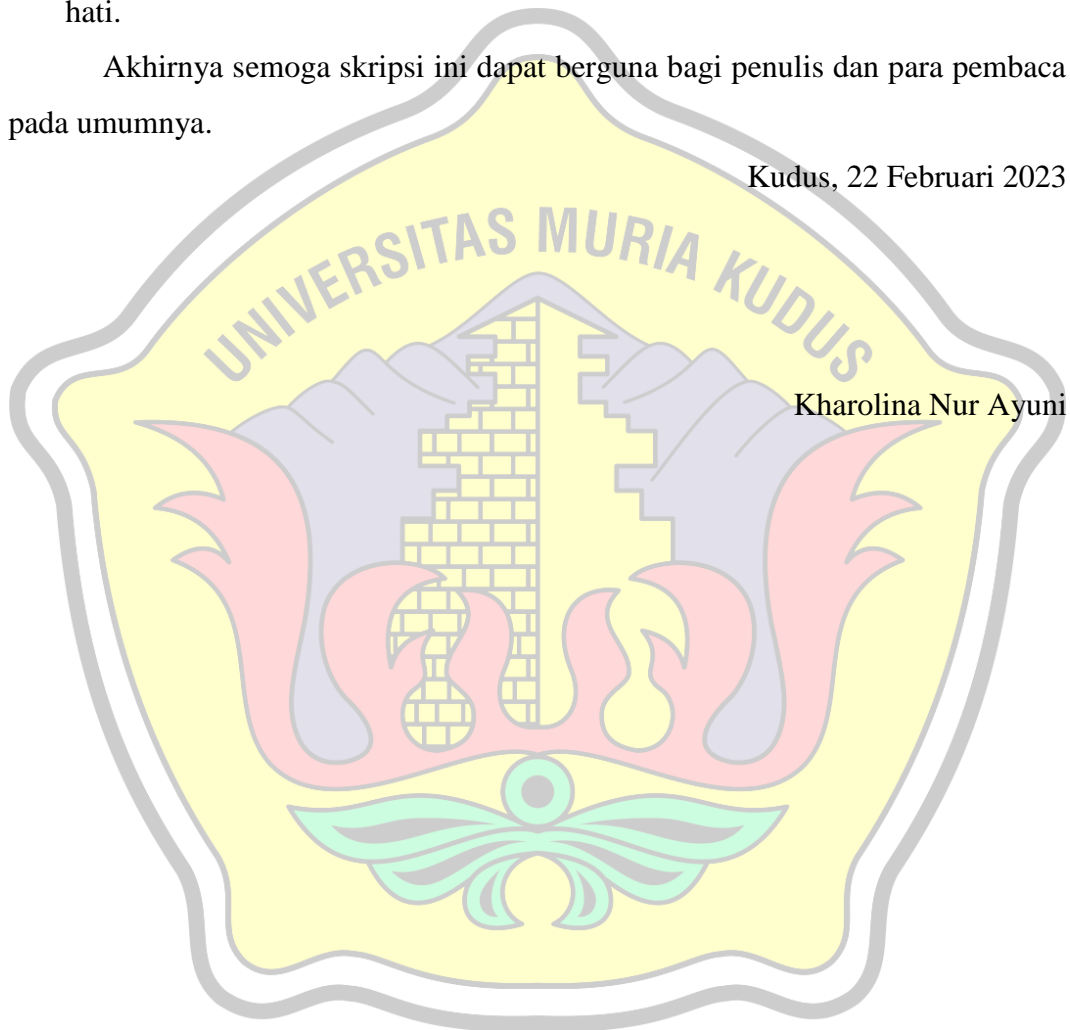 hati.
Akhirnya semoga skripsi ini dapat berguna bagi penulis dan para pembaca
pada umumnya.
Kudus, 22 Februari 2023
UNIVERSITAS MURIA KUDUS
Kharolina Nur Ayuni